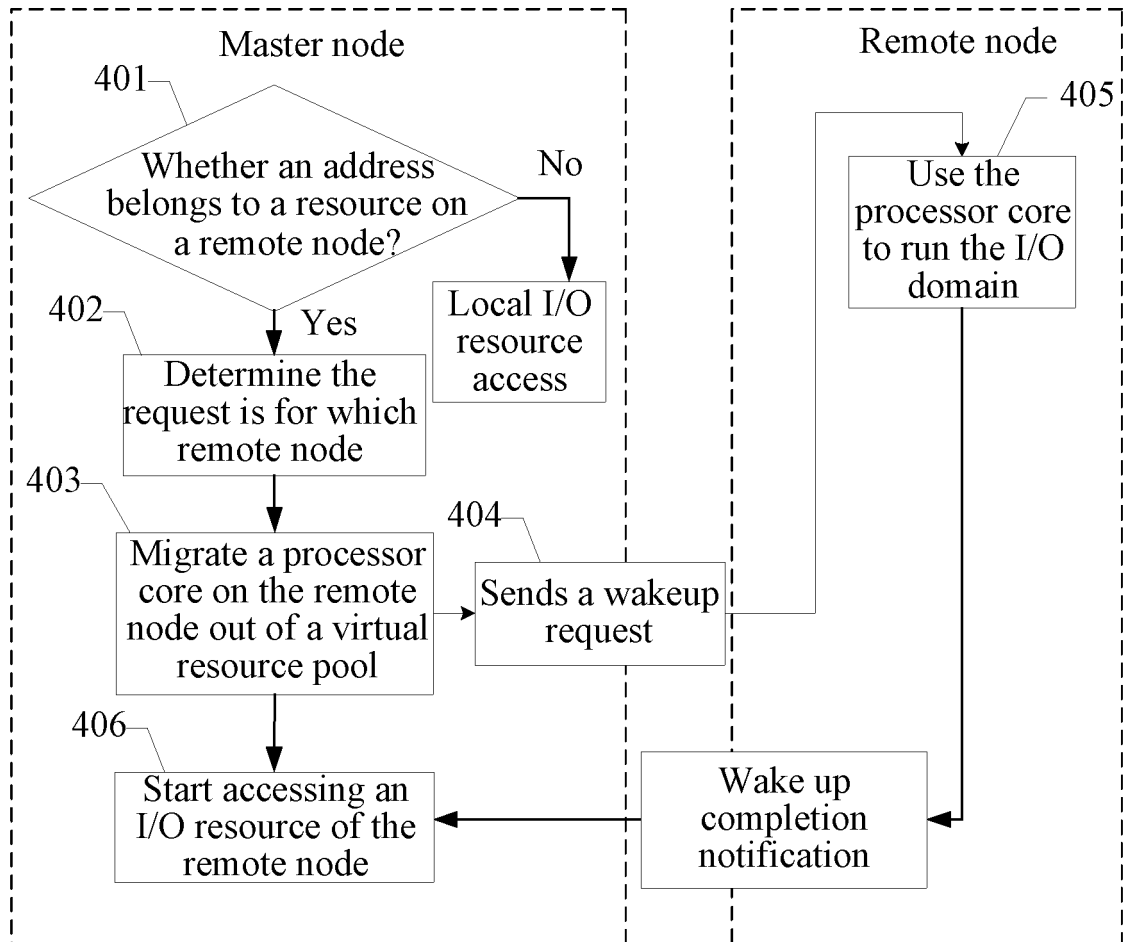 Master node
Remote node
401
405
Whether an address
belongs to a resource on
a remote node?
No
Use the
processor core
to run the I/O
domain
402
Yes
Local I/O
resource
access
Determine the
request is for which
remote node
403
404
Migrate a processor
core on the remote
node out of a virtual
resource pool
Sends a wakeup
request
406
Start accessing an
I/O resource of the
remote node
Wake up
completion
notification